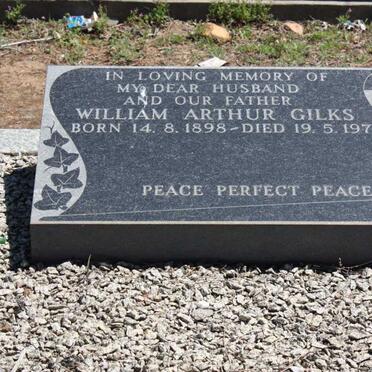 IN LOVING MEMORY OF
MY DEAR HUSBAND
AND OUR FATHER
WILLIAM ARTHUR GILKS
BORN 14. 8. 1898 - DIED 19. 5. 197
PEACE PERFECT PEACE